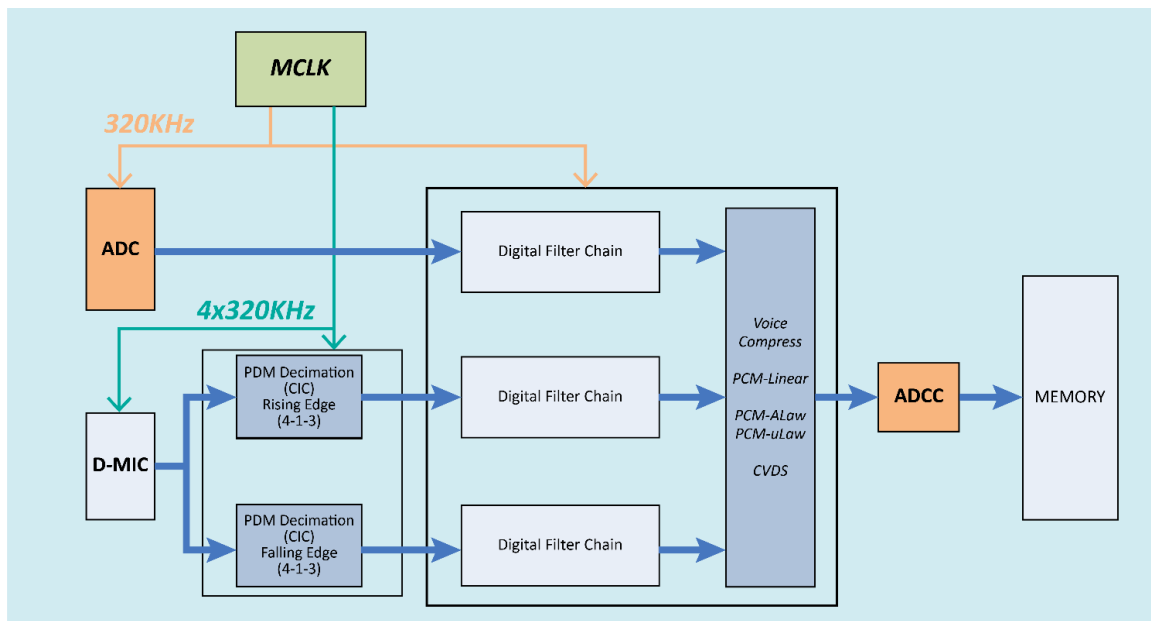 MCLK
320KHz
ADC
Digital Filter Chain
4x320KHz
Voice
Compress
PCM-Linear
PCM-ALaw
PCM-uLaw
CVDS
PDM Decimation
(CIC)
Rising Edge
(4-1-3)
Digital Filter Chain
ADCC
MEMORY
D-MIC
PDM Decimation
(CIC)
Falling Edge
(4-1-3)
Digital Filter Chain